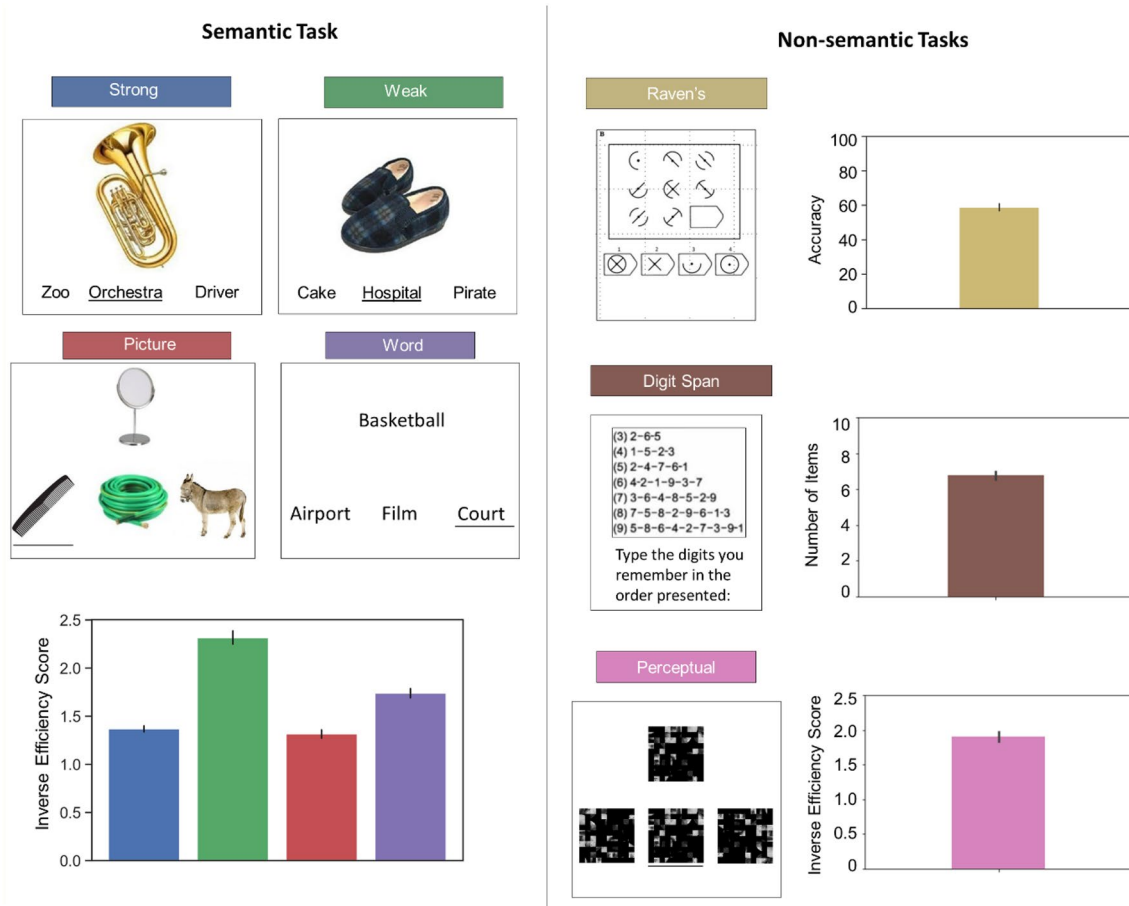 Semantic Task
Strong
Weak
Zoo Orchestra Driver
Cake Hospital Pirate
Picture
Word
Basketball
Airport Film Court
2.5
2.0
1.5
1.0
0.5
0.0
Inverse Efficiency Score
Non-semantic Tasks
Raven's
B
1 2 3 4
100
80
60
40
20
0
Accuracy
Digit Span
(3) 2-6-5
(4) 1-5-2-3
(5) 2-4-7-6-1
(6) 4-2-1-9-3-7
(7) 3-6-4-8-5-2-9
(8) 7-5-8-2-9-6-1-3
(9) 5-8-6-4-2-7-3-9-1
Type the digits you
remember in the
order presented:
10
8
6
4
2
0
Number of Items
Perceptual
2.5
2.0
1.5
1.0
0.5
0
Inverse Efficiency Score